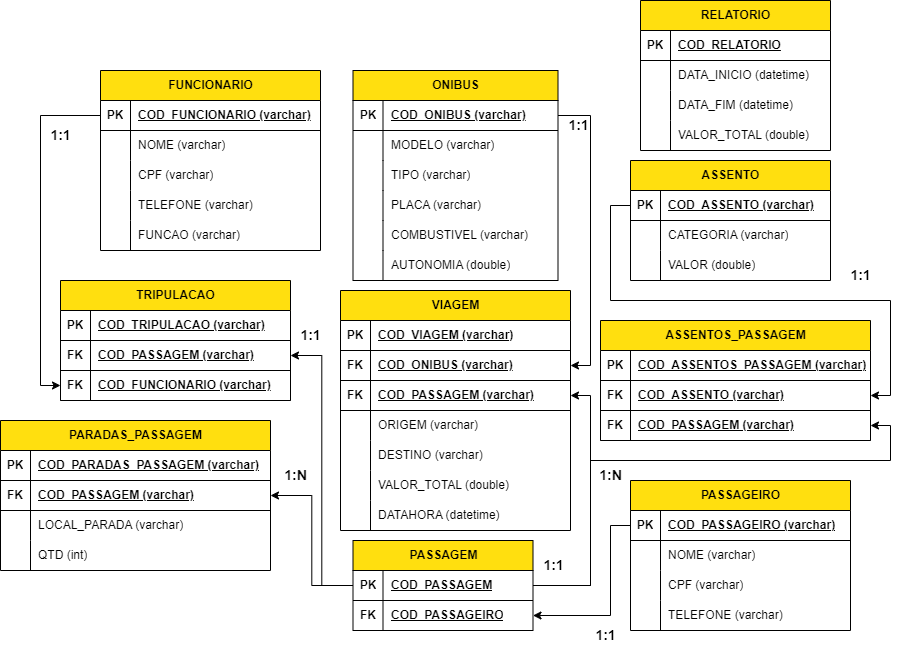 RELATORIO
PK COD_RELATORIO
DATA_INICIO (datetime)
DATA_FIM (datetime)
VALOR_TOTAL (double)
FUNCIONARIO
PK COD_FUNCIONARIO (varchar)
NOME (varchar)
CPF (varchar)
TELEFONE (varchar)
FUNCAO (varchar)
1:1
ONIBUS
PK COD_ONIBUS (varchar)
MODELO (varchar)
TIPO (varchar)
PLACA (varchar)
COMBUSTIVEL (varchar)
AUTONOMIA (double)
1:1
ASSENTO
PK COD_ASSENTO (varchar)
CATEGORIA (varchar)
VALOR (double)
1:1
TRIPULACAO
PK COD_TRIPULACAO (varchar)
FK COD_PASSAGEM (varchar)
FK COD_FUNCIONARIO (varchar)
1:1
VIAGEM
PK COD_VIAGEM (varchar)
FK COD_ONIBUS (varchar)
FK COD_PASSAGEM (varchar)
ORIGEM (varchar)
DESTINO (varchar)
VALOR_TOTAL (double)
DATAHORA (datetime)
ASSENTOS_PASSAGEM
PK COD_ASSENTOS_PASSAGEM (varchar)
FK COD_ASSENTO (varchar)
FK COD_PASSAGEM (varchar)
1:N
PARADAS_PASSAGEM
PK COD_PARADAS_PASSAGEM (varchar)
FK COD_PASSAGEM (varchar)
LOCAL_PARADA (varchar)
QTD (int)
1:N
PASSAGEM
PK COD_PASSAGEM
FK COD_PASSAGEIRO
1:1
PASSAGEIRO
PK COD_PASSAGEIRO (varchar)
NOME (varchar)
CPF (varchar)
TELEFONE (varchar)
1:1